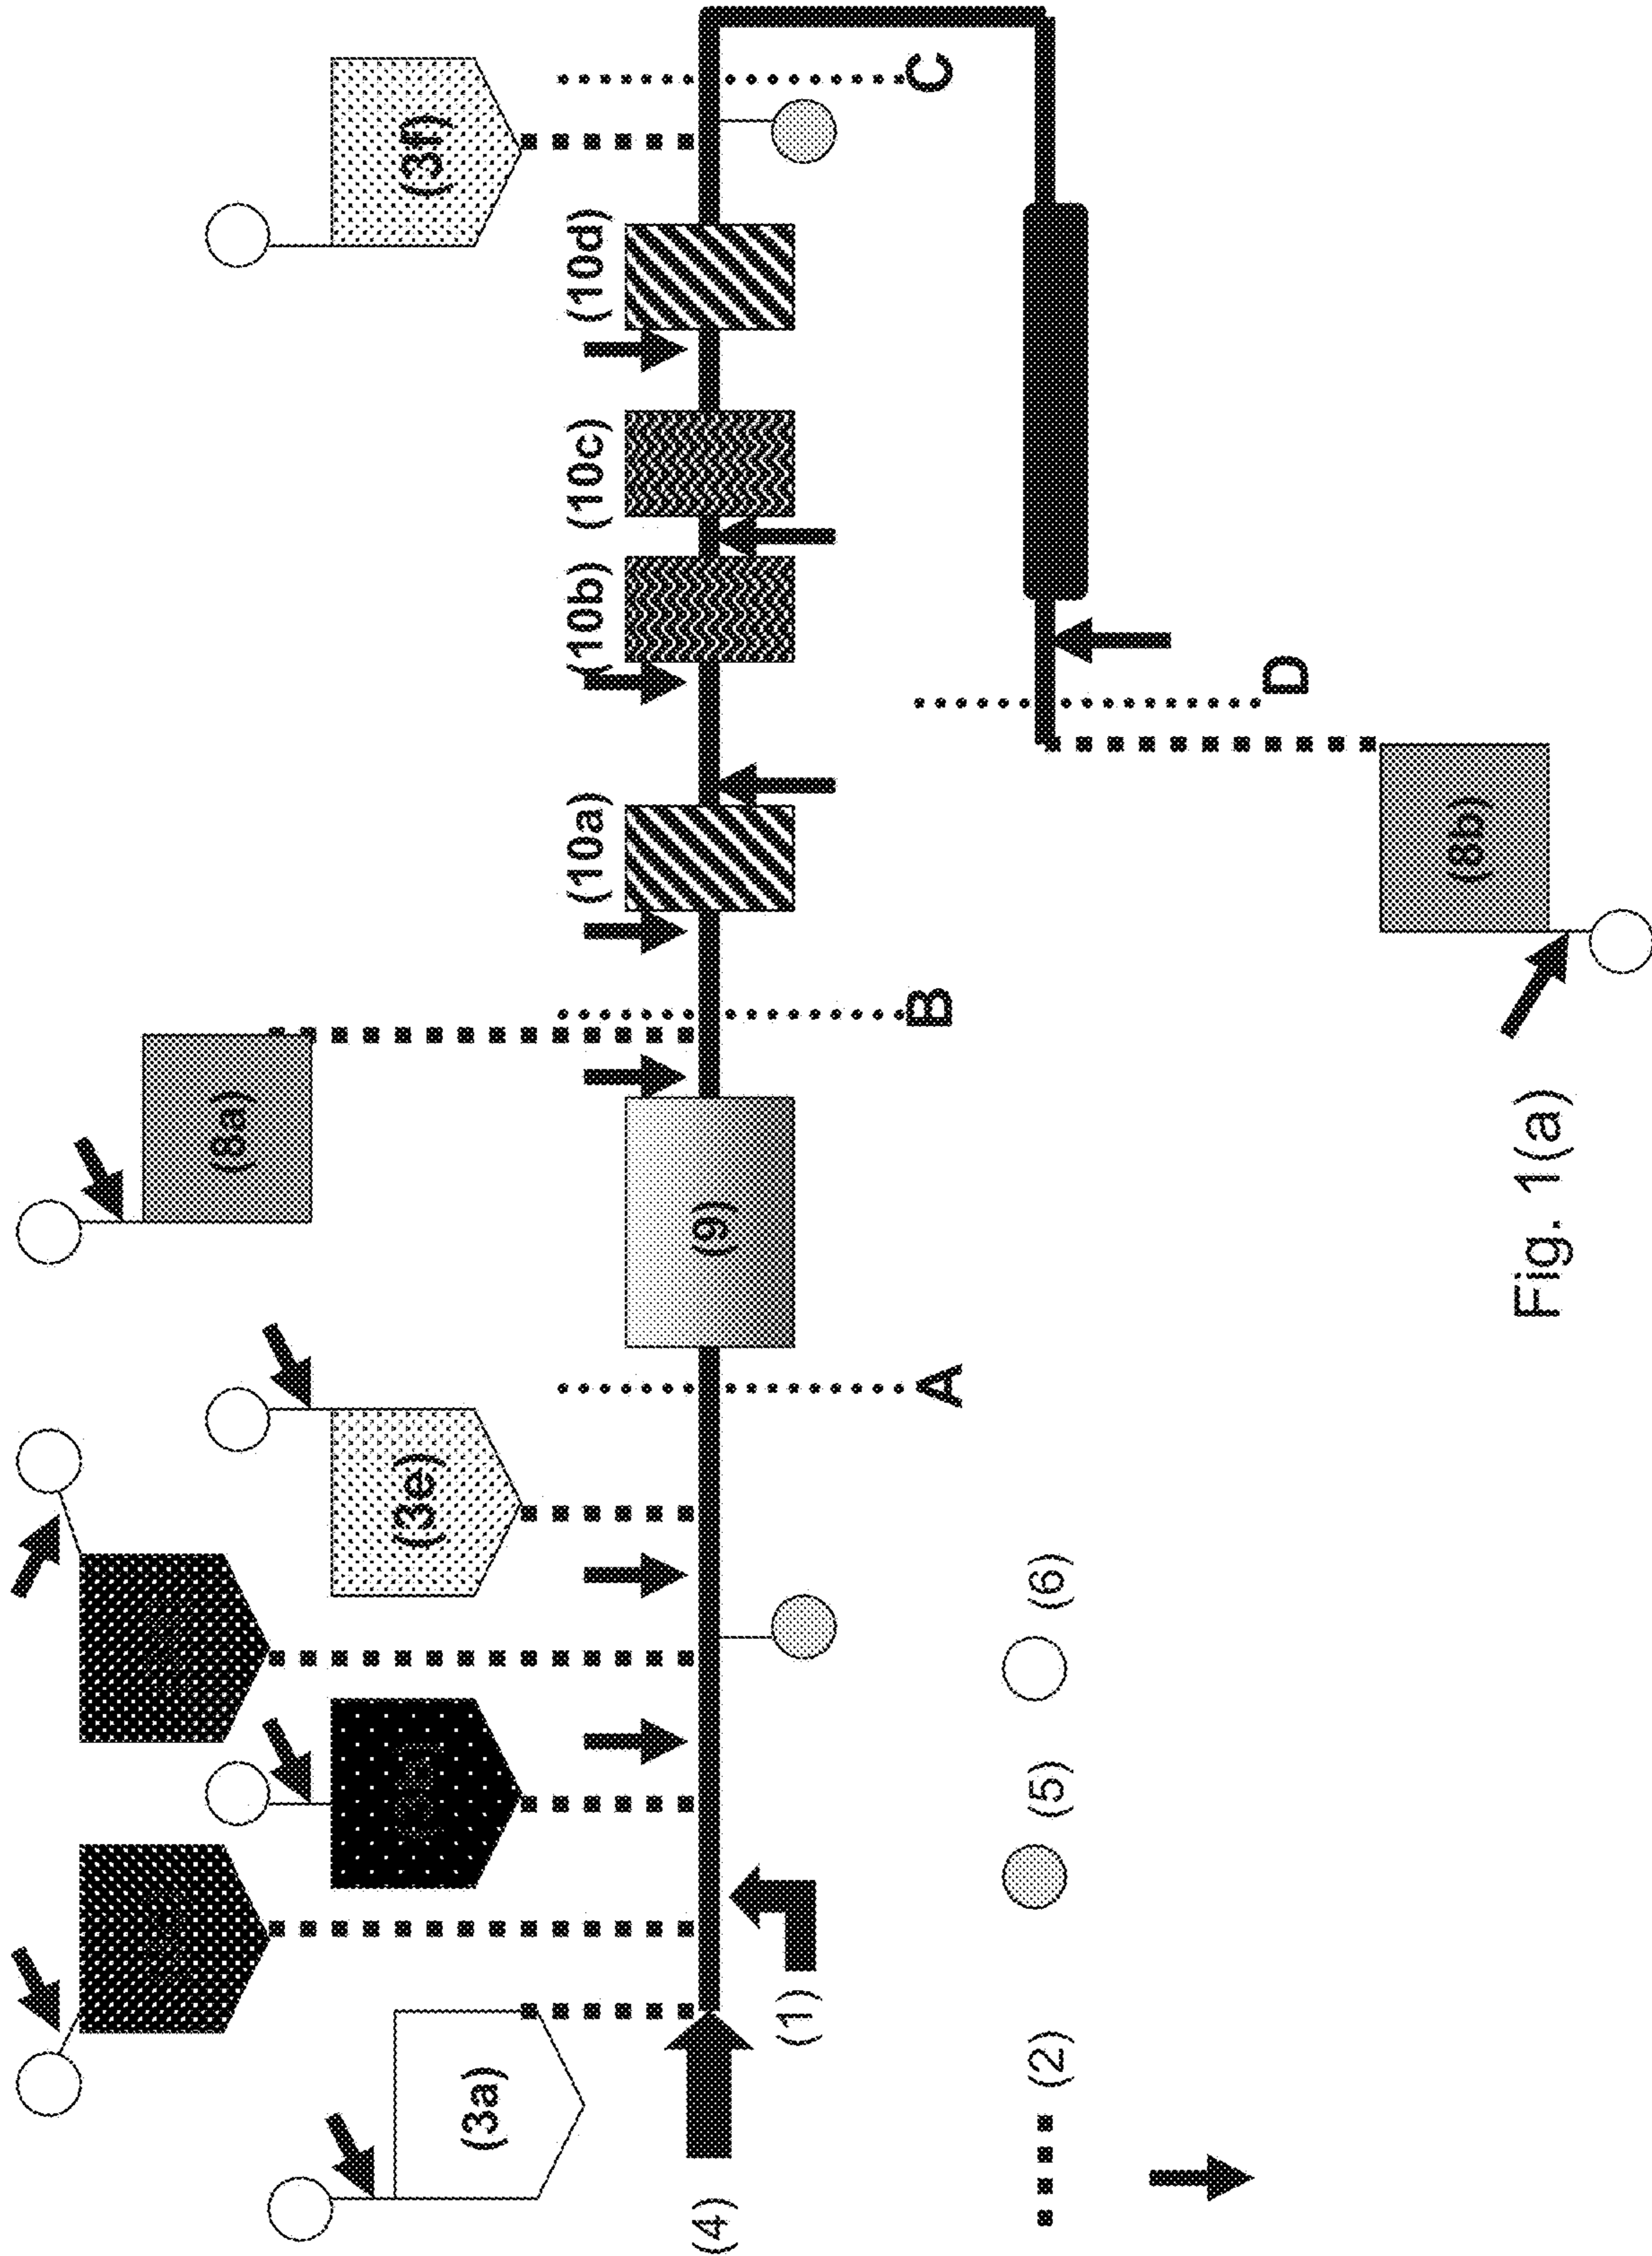 (8a)
(3e)
(3f)
(3a)
(10a)
(10b)
(10c)
(10d)
(4)
(9)
(1)
A
B
C
(2)
(5)
(6)
D
(8b)
Fig. 1(a)